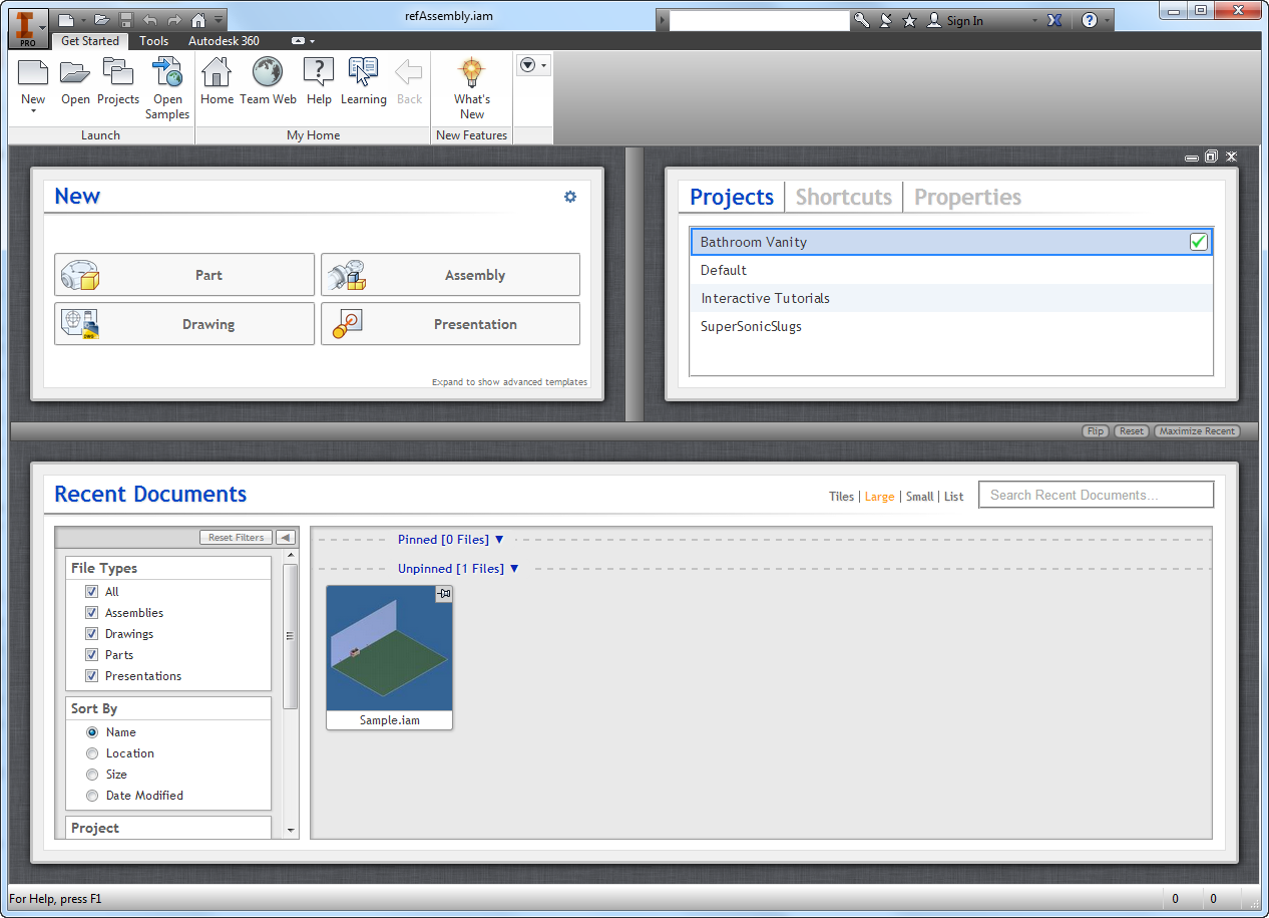 refAssembly.iam
Sign In
PRO
Get Started Tools Autodesk 360
New Open Projects Open Samples Home Team Web Help Learning Back What's New
Launch My Home New Features
New
Part Assembly
Drawing Presentation
Expand to show advanced templates
Projects Shortcuts Properties
Bathroom Vanity
Default
Interactive Tutorials
SuperSonicSlugs
Flip Reset Maximize Recent
Recent Documents
Tiles | Large | Small | List Search Recent Documents...
Reset Filters
File Types
All
Assemblies
Drawings
Parts
Presentations
Sort By
Name
Location
Size
Date Modified
Project
Pinned [0 Files]
Unpinned [1 Files]
Sample.iam
For Help, press F1 0 0